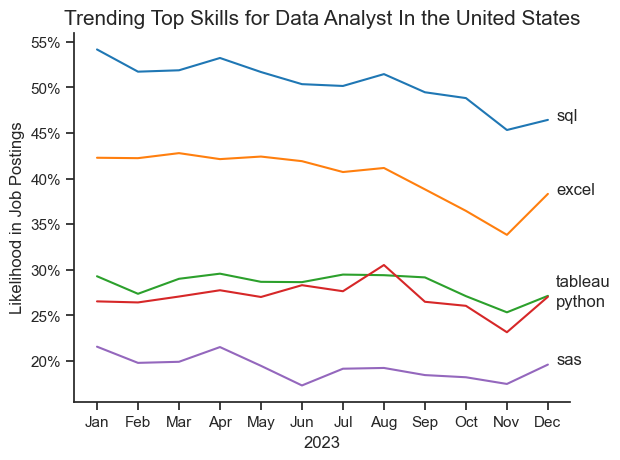 Trending Top Skills for Data Analyst In the United States
Likelihood in Job Postings
55%
50%
45%
40%
35%
30%
25%
20%
sql
excel
tableau
python
sas
Jan Feb Mar Apr May Jun Jul Aug Sep Oct Nov Dec
2023